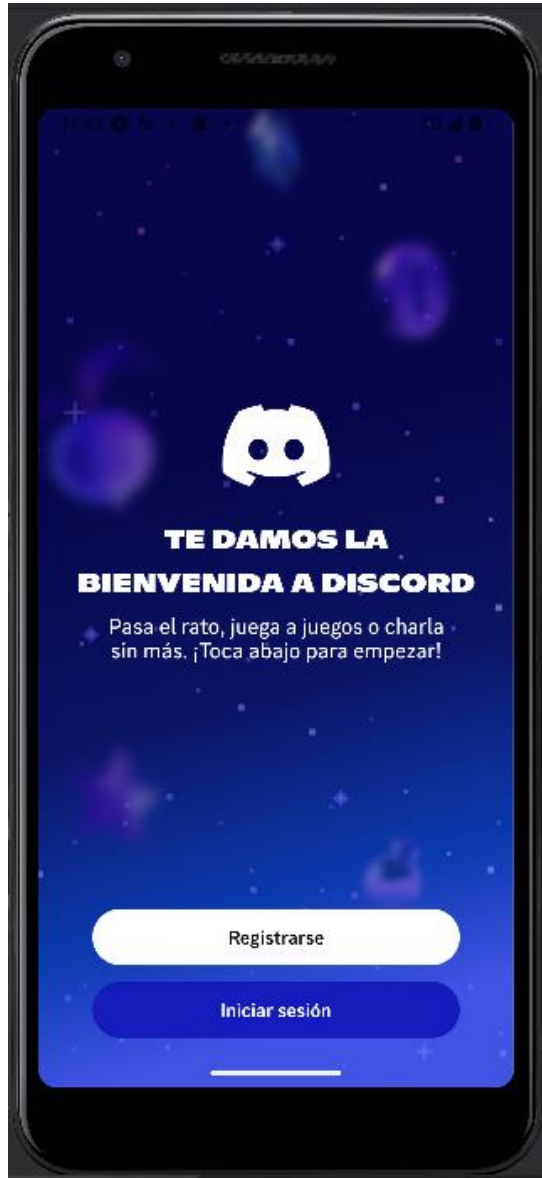 TE DAMOS LA
BIENVENIDA A DISCORD
Pasa el rato, juega a juegos o charla
sin más. ¡Toca abajo para empezar!
Registrarse
Iniciar sesión